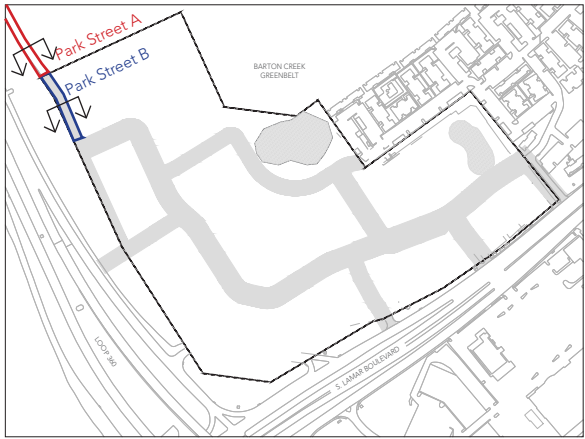 Park Street A
Park Street B
BARTON CREEK
GREENBELT
LOOP 360
S. LAMAR BOULEVARD